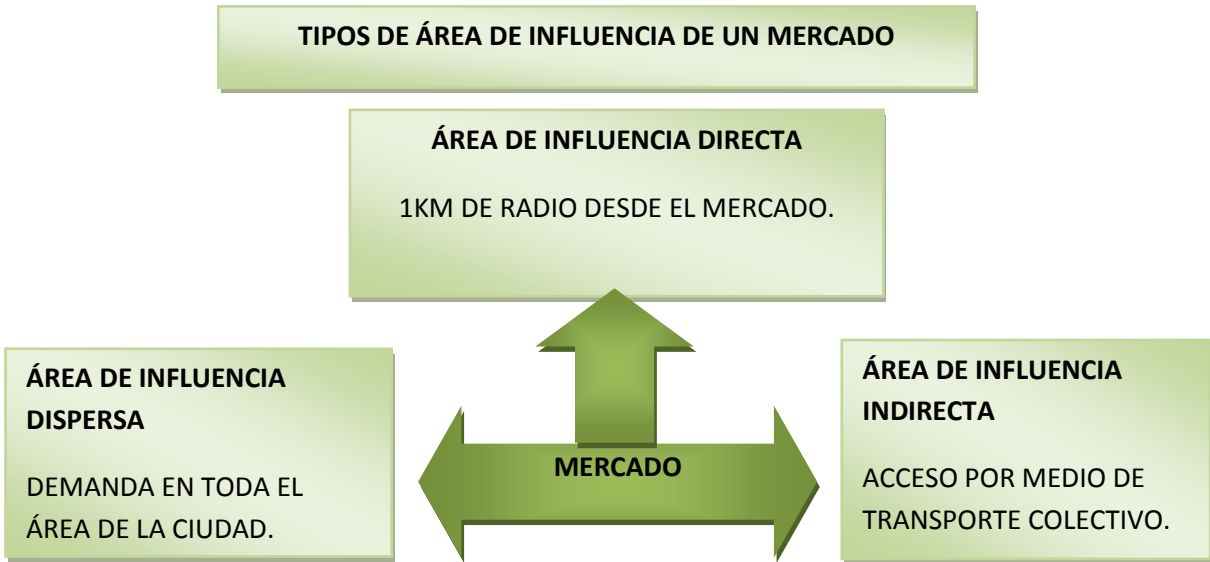 TIPOS DE ÁREA DE INFLUENCIA DE UN MERCADO
ÁREA DE INFLUENCIA DIRECTA
1KM DE RADIO DESDE EL MERCADO.
ÁREA DE INFLUENCIA
DISPERSA
DEMANDA EN TODA EL
ÁREA DE LA CIUDAD.
MERCADO
ÁREA DE INFLUENCIA
INDIRECTA
ACCESO POR MEDIO DE
TRANSPORTE COLECTIVO.